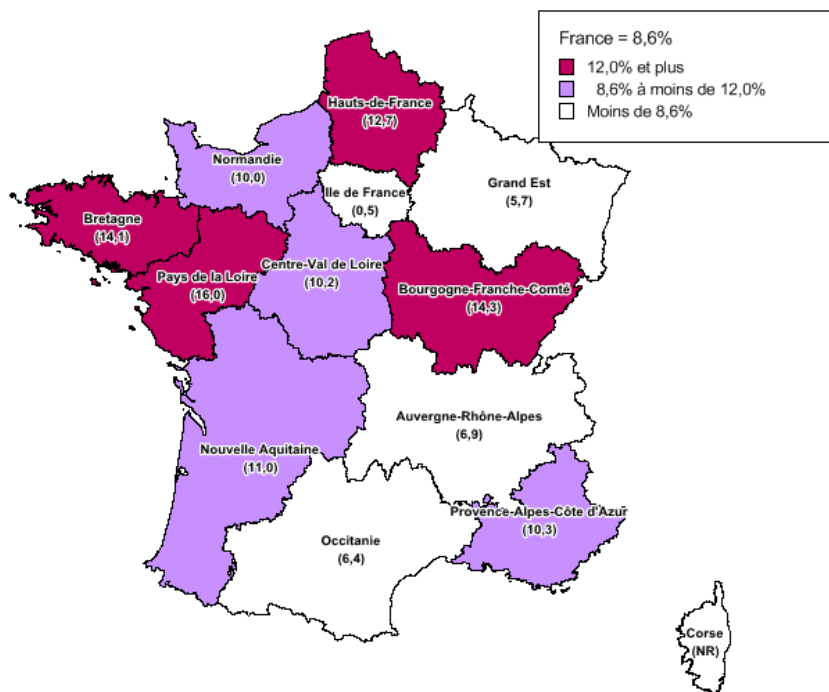 France = 8,6%
12,0% et plus
8,6% à moins de 12,0%
Moins de 8,6%
Hauts-de-France
(12,7)
Normandie
(10,0)
Ile de France
(0,5)
Grand Est
(5,7)
Bretagne
(14,1)
Pays de la Loire
(16,0)
Centre-Val de Loire
(10,2)
Bourgogne-Franche-Comté
(14,3)
Auvergne-Rhône-Alpes
(6,9)
Nouvelle Aquitaine
(11,0)
Provence-Alpes-Côte d'Azur
(10,3)
Occitanie
(6,4)
Corse
(NR)